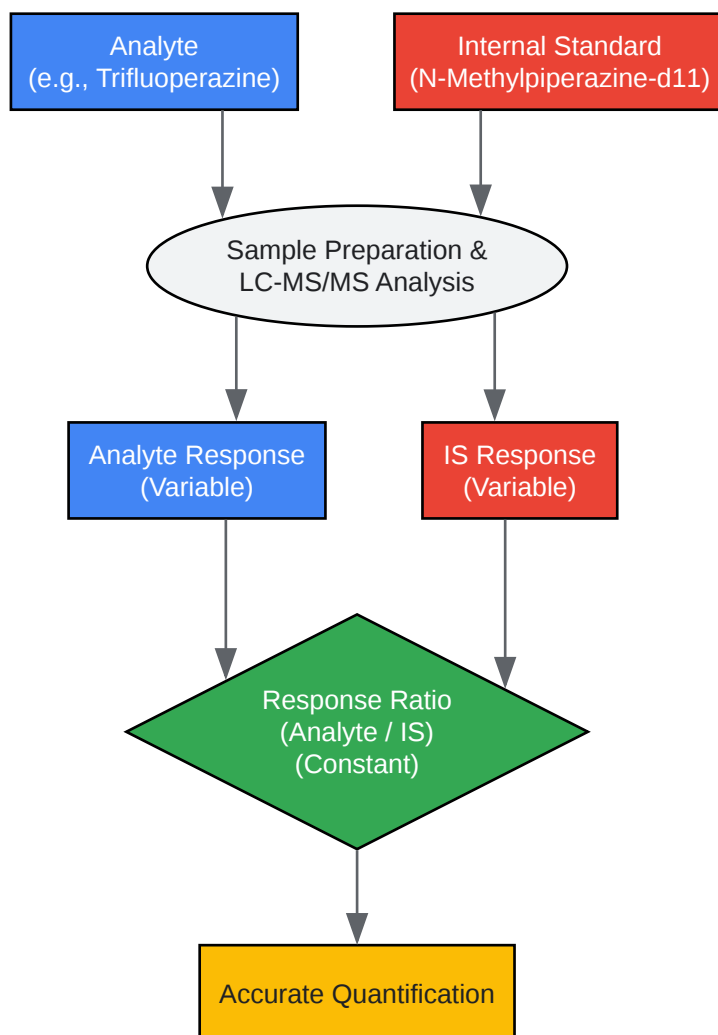 Analyte
(e.g., Trifluoperazine)
Internal Standard
(N-Methylpiperazine-d11)
Sample Preparation &
LC-MS/MS Analysis
Analyte Response
(Variable)
IS Response
(Variable)
Response Ratio
(Analyte / IS)
(Constant)
Accurate Quantification